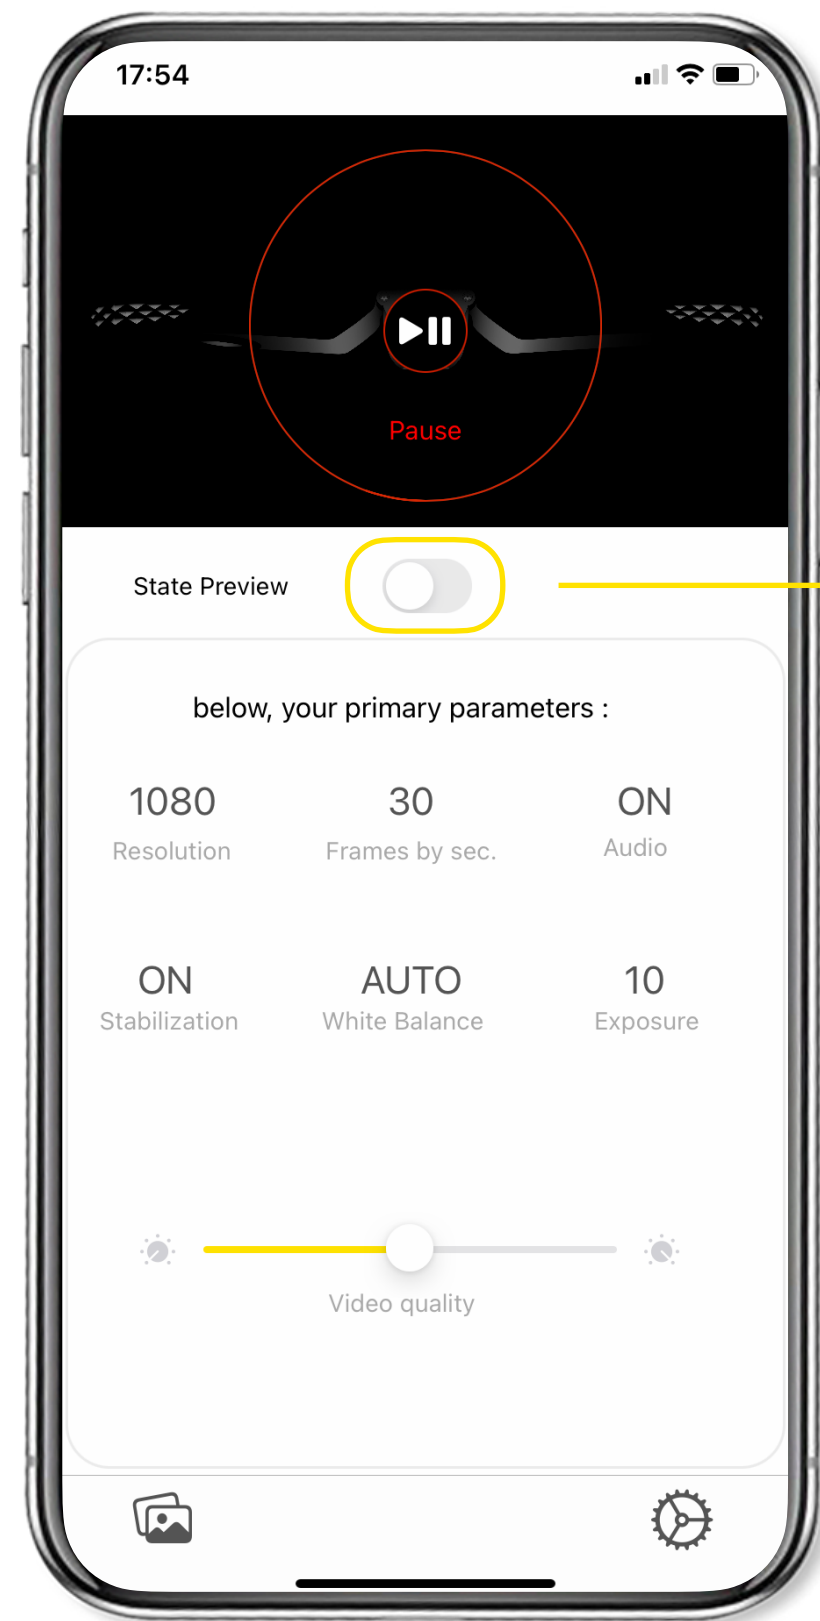 17:54
Pause
State Preview
below, your primary parameters :
1080 30 ON
Resolution Frames by sec. Audio
ON AUTO 10
Stabilization White Balance Exposure
Video quality